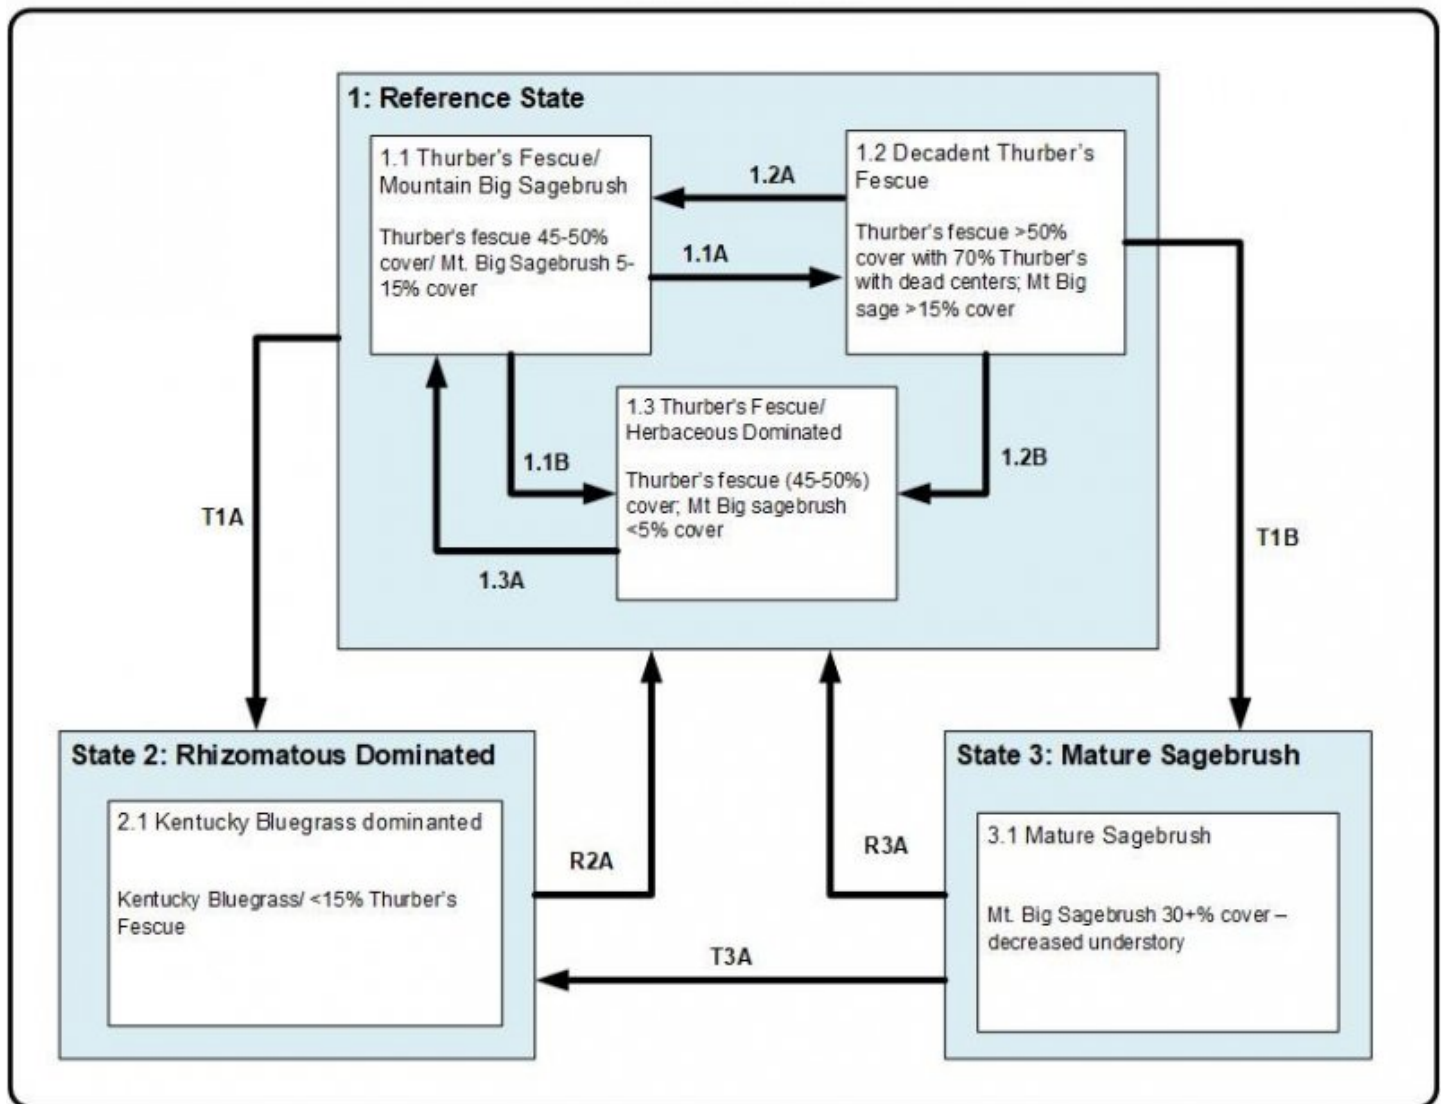 1: Reference State
1.1 Thurber's Fescue/
Mountain Big Sagebrush
Thurber's fescue 45-50%
cover/ Mt. Big Sagebrush 5-
15% cover
1.2A
1.1A
1.2 Decadent Thurber's
Fescue
Thurber's fescue >50%
cover with 70% Thurber's
with dead centers; Mt Big
sage >15% cover
1.3 Thurber's Fescue/
Herbaceous Dominated
Thurber's fescue (45-50%)
cover; Mt Big sagebrush
<5% cover
1.1B
1.2B
1.3A
T1A
T1B
State 2: Rhizomatous Dominated
2.1 Kentucky Bluegrass dominanted
Kentucky Bluegrass/ <15% Thurber's
Fescue
R2A
R3A
T3A
State 3: Mature Sagebrush
3.1 Mature Sagebrush
Mt. Big Sagebrush 30+% cover –
decreased understory